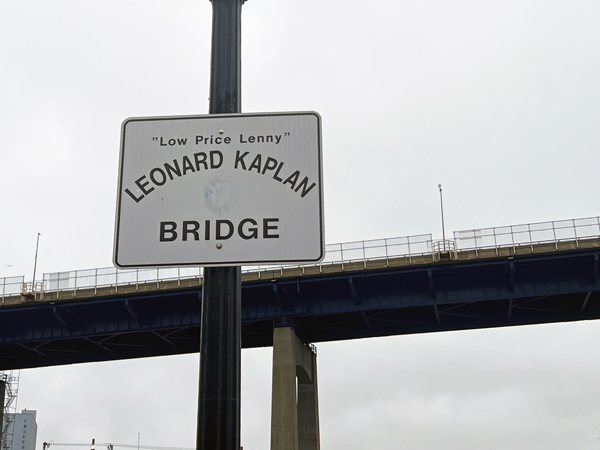 "Low Price Lenny"
LEONARD KAPLAN
BRIDGE